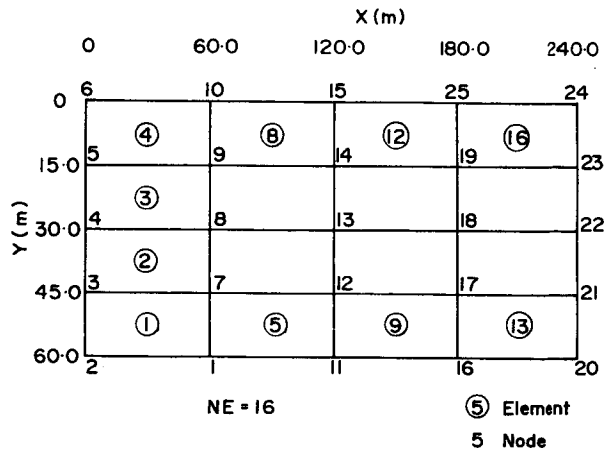 X (m)
0 60·0 120·0 180·0 240·0
6 10 15 25 24
0
④ ⑧ ⑫ ⑯
5 9 14 19 23
15·0
③
4 8 13 18 22
30·0
Y (m)
②
3 7 12 17 21
45·0
① ⑤ ⑨ ⑬
60·0
2 1 11 16 20
NE = 16
⑤ Element
5 Node